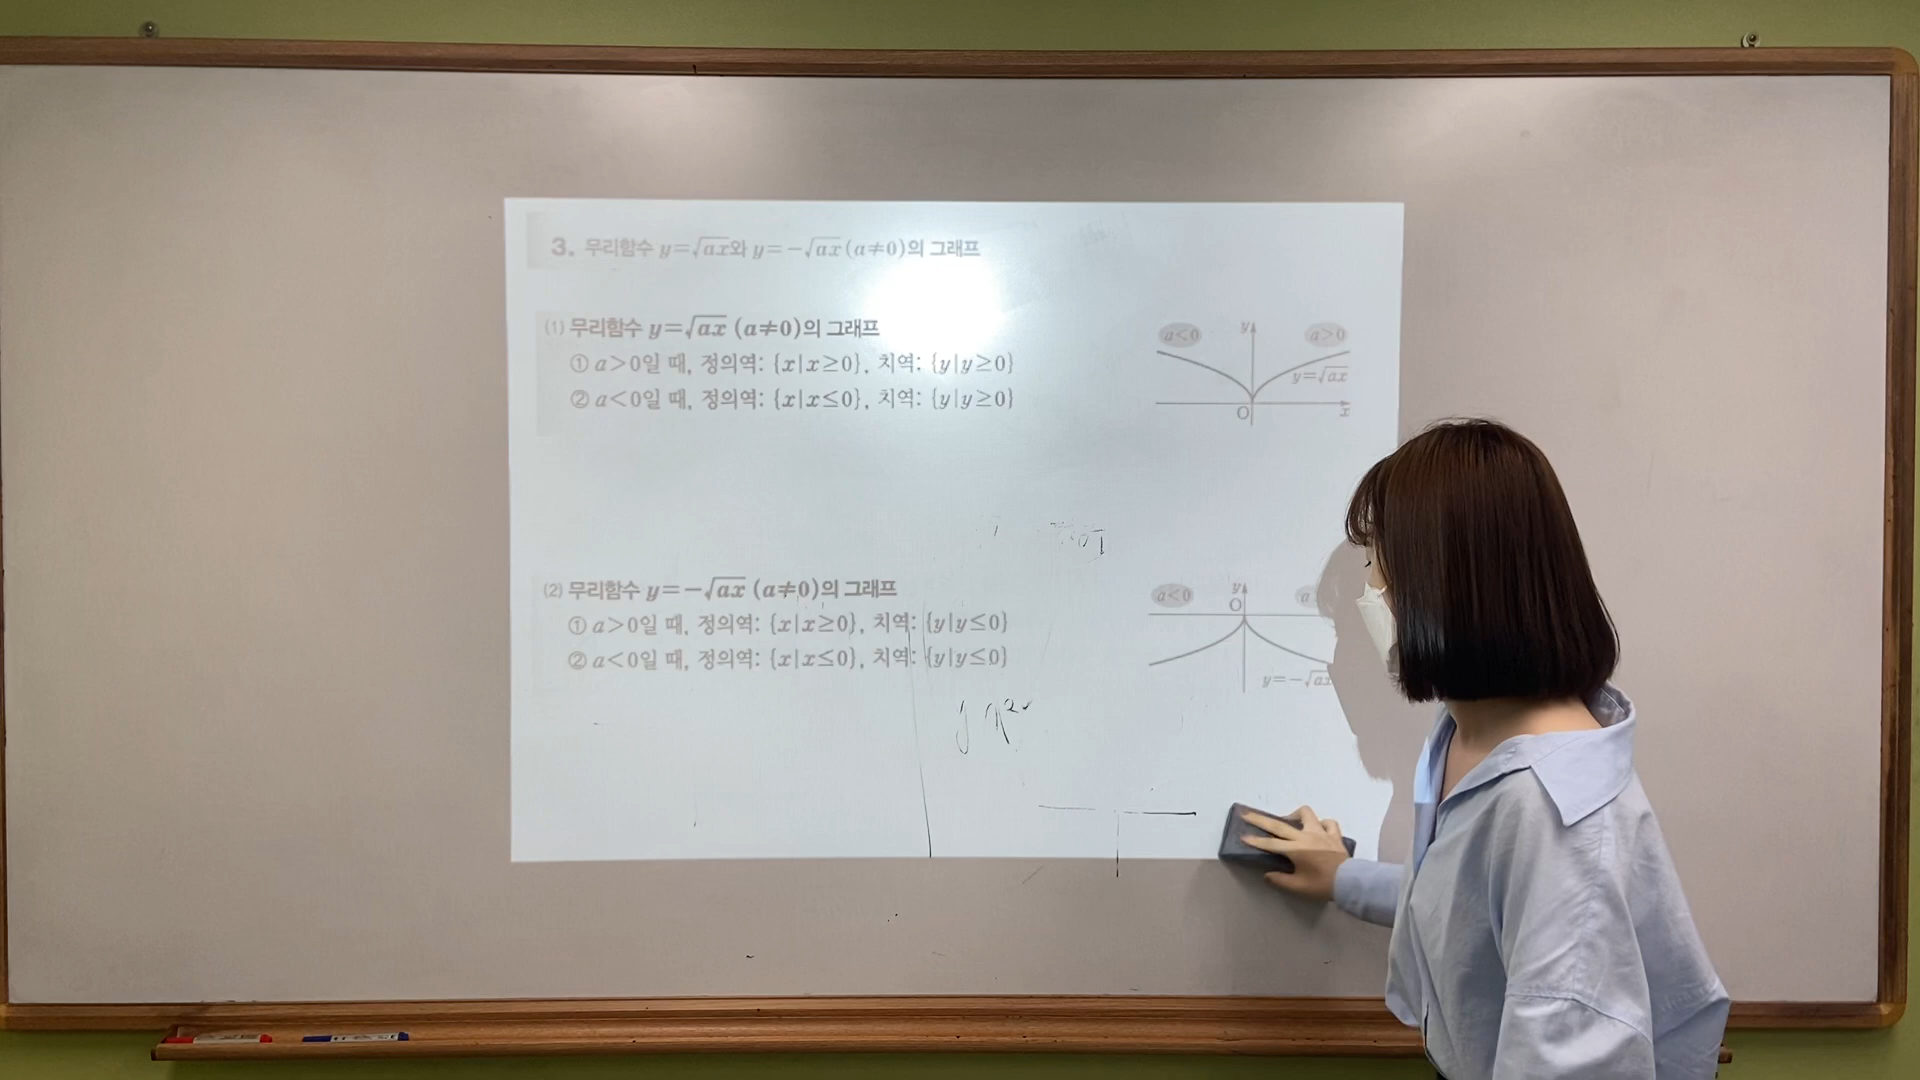 3. 무리함수 y=√ax와 y=-√ax (a≠0)의 그래프
(1) 무리함수 y=√ax (a≠0)의 그래프
① a>0일 때, 정의역: {x|x≥0}, 치역: {y|y≥0}
② a<0일 때, 정의역: {x|x≤0}, 치역: {y|y≥0}
a<0 y a>0
y=√ax
O x
(2) 무리함수 y=-√ax (a≠0)의 그래프
① a>0일 때, 정의역: {x|x≥0}, 치역: {y|y≤0}
② a<0일 때, 정의역: {x|x≤0}, 치역: {y|y≤0}
a<0 y a
O
y=-√ax